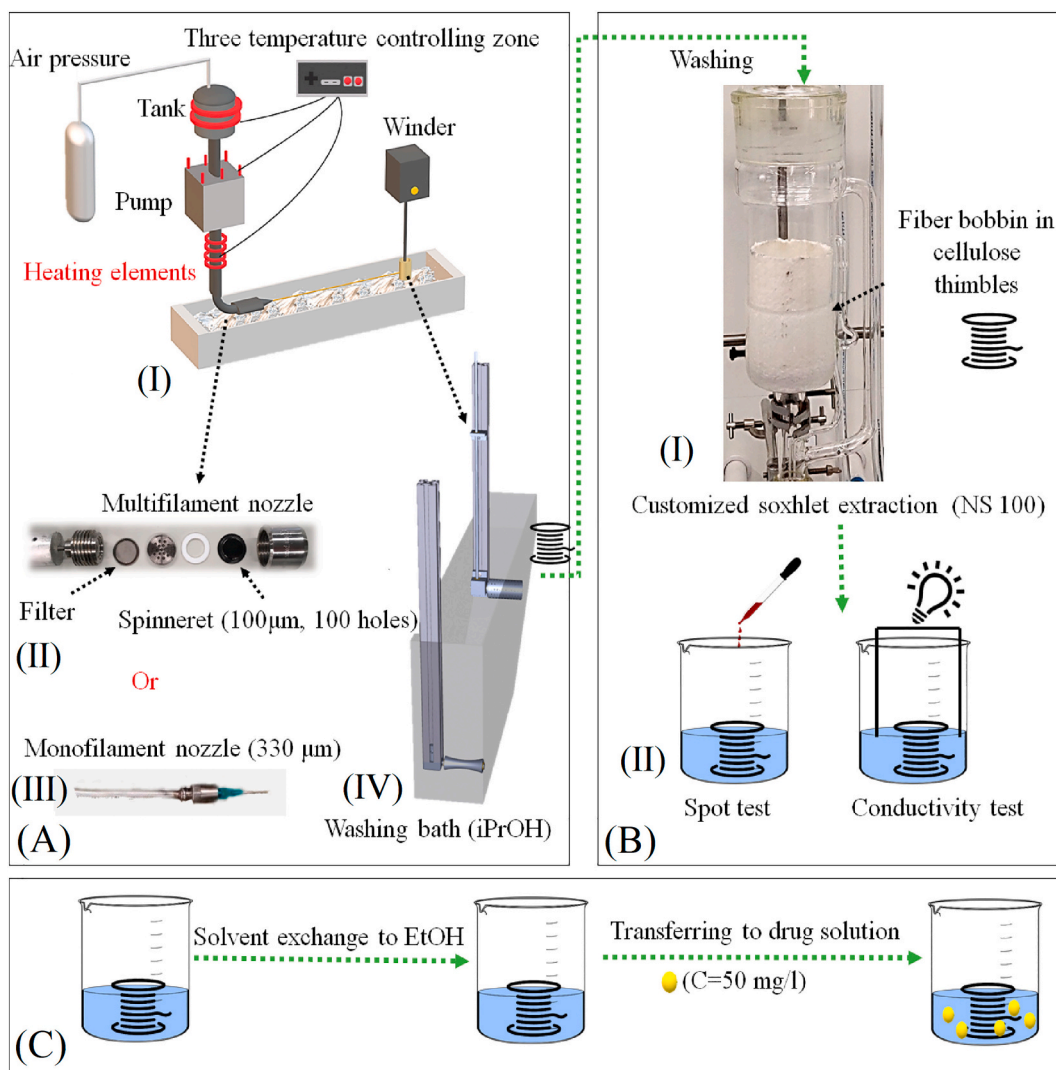 Three temperature controlling zone
Air pressure
Tank
Winder
Pump
Heating elements
(I)
Multifilament nozzle
Filter
Spinneret (100μm, 100 holes)
(II)
Or
Monofilament nozzle (330 μm)
(III)
(IV)
Washing bath (iPrOH)
(A)
Washing
Fiber bobbin in
cellulose
thimbles
(I)
Customized soxhlet extraction (NS 100)
(II)
Spot test
Conductivity test
(B)
Solvent exchange to EtOH
Transferring to drug solution
(C=50 mg/l)
(C)